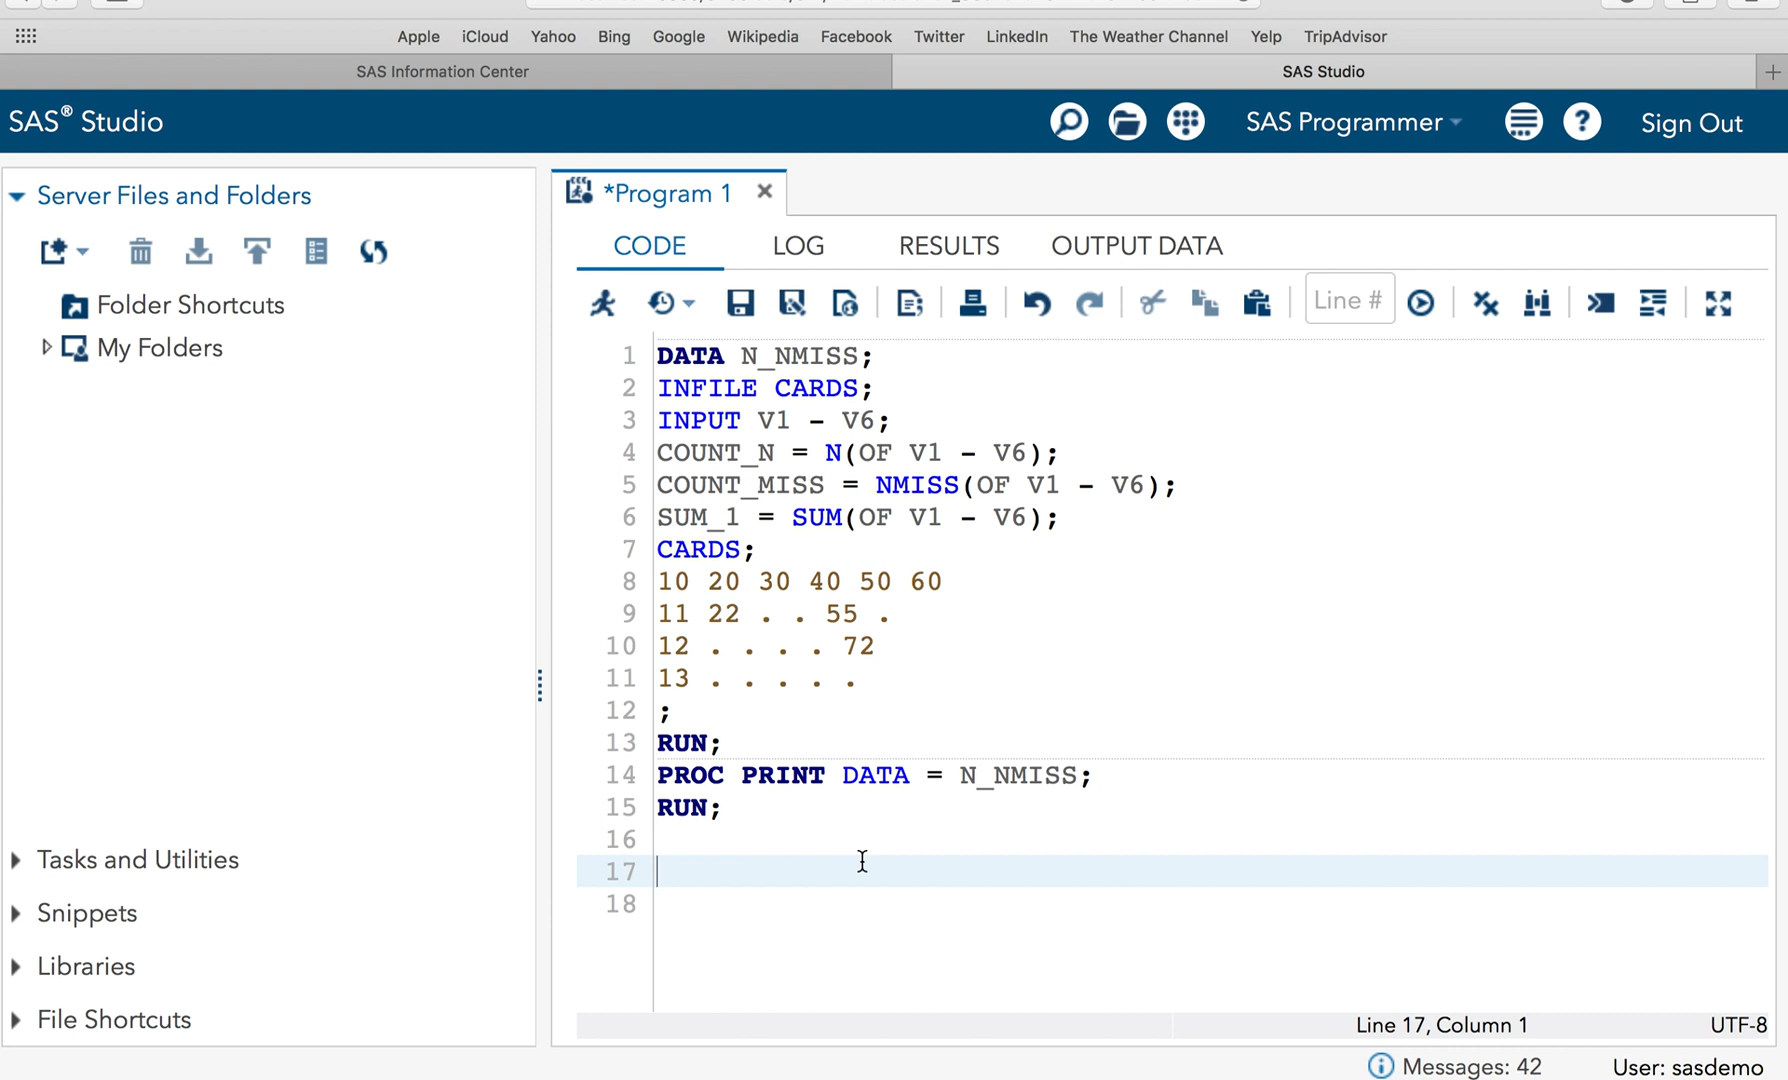 Apple iCloud Yahoo Bing Google Wikipedia Facebook Twitter LinkedIn The Weather Channel Yelp TripAdvisor
SAS Information Center SAS Studio
SAS® Studio SAS Programmer ? Sign Out
Server Files and Folders
Folder Shortcuts
My Folders
Tasks and Utilities
Snippets
Libraries
File Shortcuts
*Program 1
CODE LOG RESULTS OUTPUT DATA
Line #
1 DATA N_NMISS;
2 INFILE CARDS;
3 INPUT V1 - V6;
4 COUNT_N = N(OF V1 - V6);
5 COUNT_MISS = NMISS(OF V1 - V6);
6 SUM_1 = SUM(OF V1 - V6);
7 CARDS;
8 10 20 30 40 50 60
9 11 22 . . 55 .
10 12 . . . . 72
11 13 . . . . .
12 ;
13 RUN;
14 PROC PRINT DATA = N_NMISS;
15 RUN;
16
17
18
Line 17, Column 1 UTF-8
Messages: 42 User: sasdemo